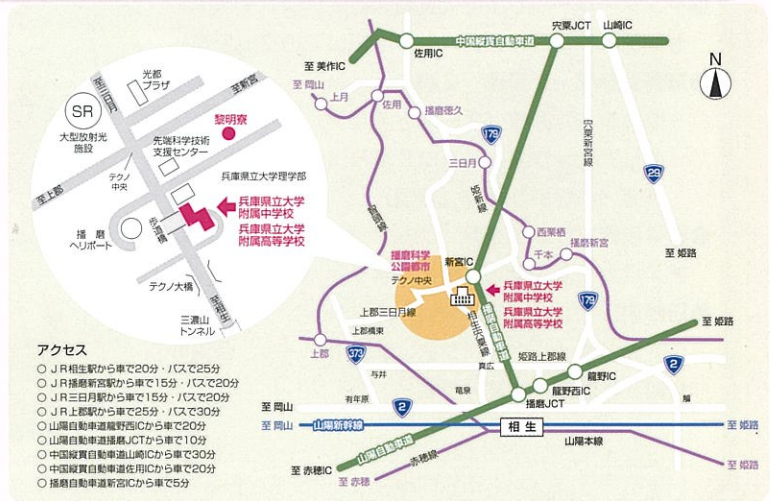 光都
プラザ
至三日月
至新宮
SR
大型放射光
施設
黎明寮
先端科学技術
支援センター
テクノ
中央
兵庫県立大学理学部
至上郡
兵庫県立大学
附属中学校
兵庫県立大学
附属高等学校
歩道橋
播磨
ヘリポート
テクノ大橋
三濃山
トンネル
至相生
アクセス
○ JR相生駅から車で20分・バスで25分
○ JR播磨新宮駅から車で15分・バスで20分
○ JR三日月駅から車で15分・バスで20分
○ JR上郡駅から車で25分・バスで30分
○ 山陽自動車道龍野西ICから車で20分
○ 山陽自動車道播磨JCTから車で10分
○ 中国縦貫自動車道山崎ICから車で30分
○ 中国縦貫自動車道佐用ICから車で20分
○ 播磨自動車道新宮ICから車で5分
宍粟JCT
山崎IC
中国縦貫自動車道
佐用IC
至 美作IC
N
至 岡山
上月
佐用
播磨徳久
179
宍粟新宮線
三日月
29
智頭線
姫新線
西栗栖
播磨新宮
千本
至 姫路
播磨科学
公園都市
新宮IC
テクノ中央
兵庫県立大学
附属中学校
兵庫県立大学
附属高等学校
179
上郡三日月線
相生宍粟線
播磨自動車道
至 姫路
上郡橋東
上郡
373
姫路上郡線
2
与井
真広
龍野IC
有年原
竜泉
龍野西IC
播磨JCT
至 岡山
2
至 岡山
山陽新幹線
相生
至 姫路
山陽自動車道
山陽本線
至 赤穂IC
赤穂線
至 赤穂
至 姫路